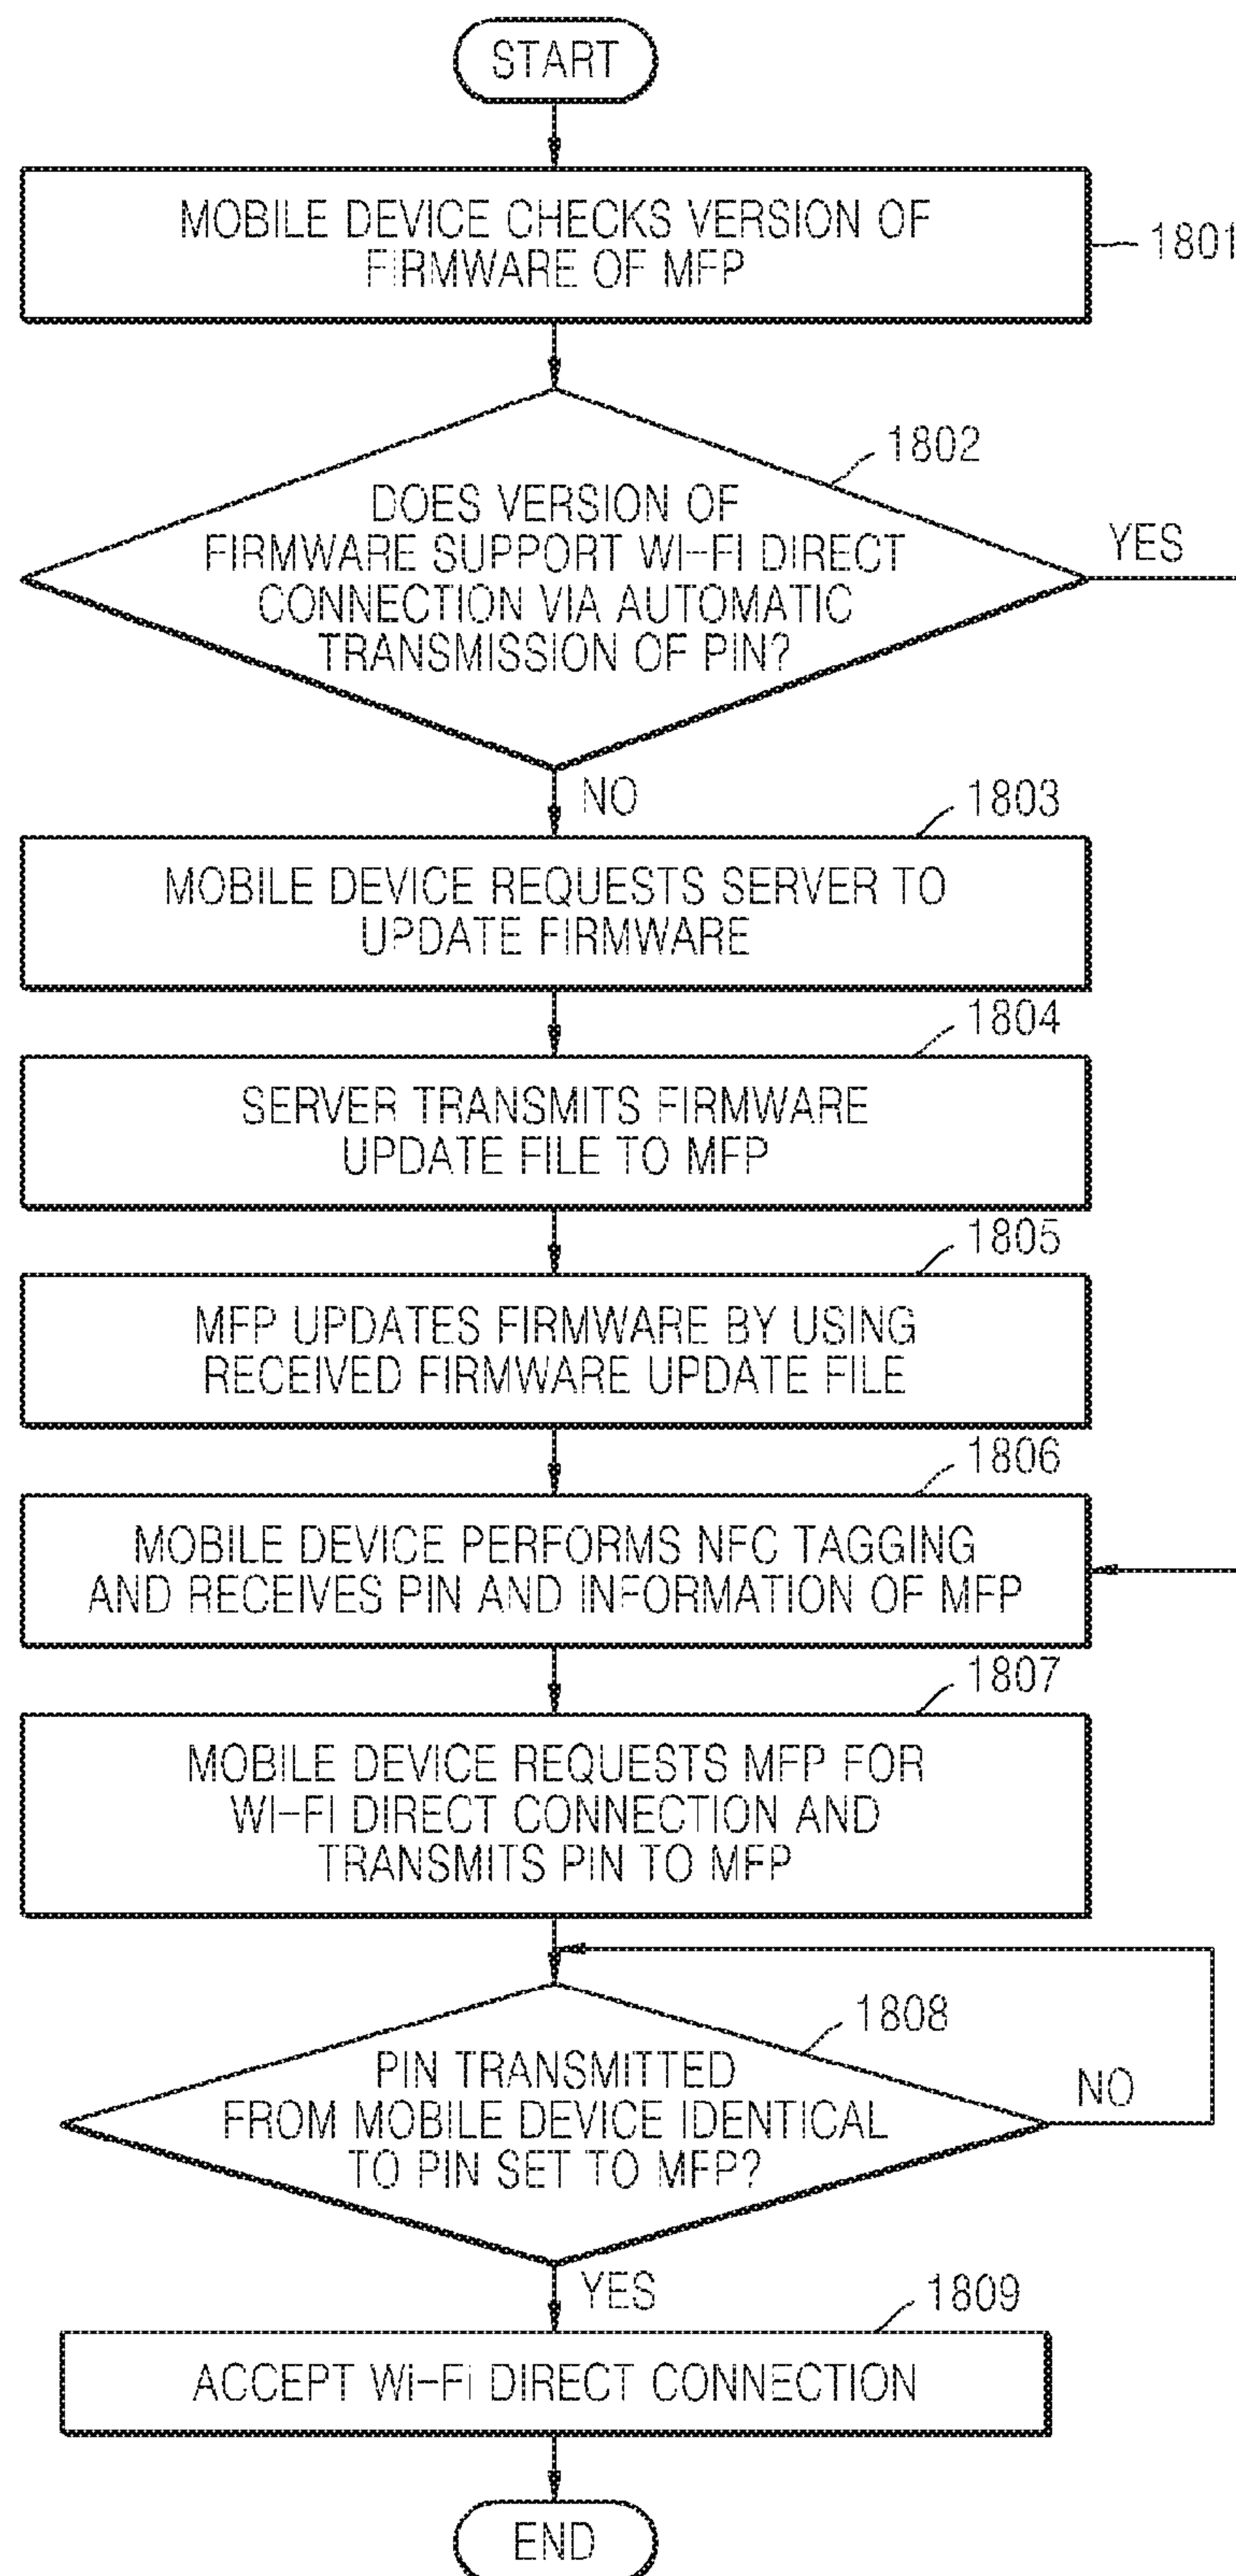 START
MOBILE DEVICE CHECKS VERSION OF
FIRMWARE OF MFP
1801
1802
DOES VERSION OF
FIRMWARE SUPPORT WI-FI DIRECT
CONNECTION VIA AUTOMATIC
TRANSMISSION OF PIN?
YES
NO
1803
MOBILE DEVICE REQUESTS SERVER TO
UPDATE FIRMWARE
1804
SERVER TRANSMITS FIRMWARE
UPDATE FILE TO MFP
1805
MFP UPDATES FIRMWARE BY USING
RECEIVED FIRMWARE UPDATE FILE
1806
MOBILE DEVICE PERFORMS NFC TAGGING
AND RECEIVES PIN AND INFORMATION OF MFP
1807
MOBILE DEVICE REQUESTS MFP FOR
WI-FI DIRECT CONNECTION AND
TRANSMITS PIN TO MFP
1808
PIN TRANSMITTED
FROM MOBILE DEVICE IDENTICAL
TO PIN SET TO MFP?
NO
YES
1809
ACCEPT Wi-Fi DIRECT CONNECTION
END